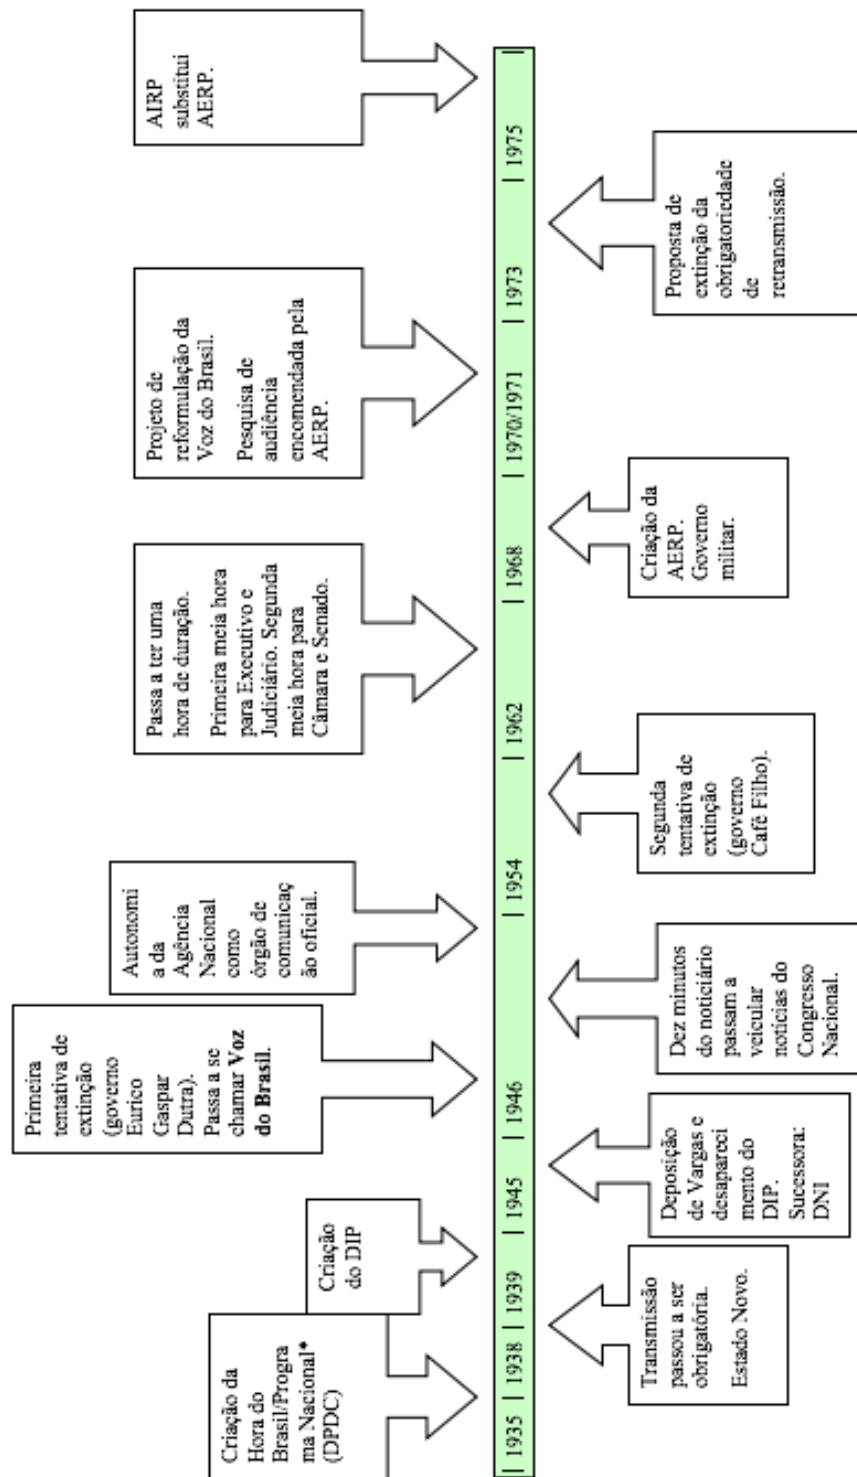 Criação da
Hora do
Brasil/Progra
ma Nacional*
(DPDC)
Criação
do DIP
Primeira
tentativa de
extinção
(governo
Eurico
Gaspar
Dutra).
Passa a se
chamar Voz
do Brasil.
Autonomi
a da
Agência
Nacional
como
órgão de
comunicaç
ão oficial.
Passa a ter uma
hora de duração.
Primeira meia hora
para Executivo e
Judiciário. Segunda
meia hora para
Câmara e Senado.
Projeto de
reformulação da
Voz do Brasil.
Pesquisa de
audiência
encomendada pela
AERP.
AIRP
substitui
AERP.
| 1935 | 1938 | 1939 | 1945 | 1946 | 1954 | 1962 | 1968 | 1970/1971 | 1973 | 1975 |
Transmissão
passou a ser
obrigatória.
Estado Novo.
Deposição
de Vargas e
desapareci
mento do
DIP.
Sucessora:
DNI
Dez minutos
do noticiário
passam a
veicular
notícias do
Congresso
Nacional.
Segunda
tentativa de
extinção
(governo
Café Filho).
Criação da
AERP.
Governo
militar.
Proposta de
extinção da
obrigatoriedade
de
retransmissão.